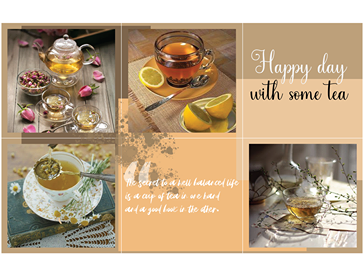 Happy day
with some tea
The secret to a well balanced life
is a cup of tea in one hand
and a good book in the other.